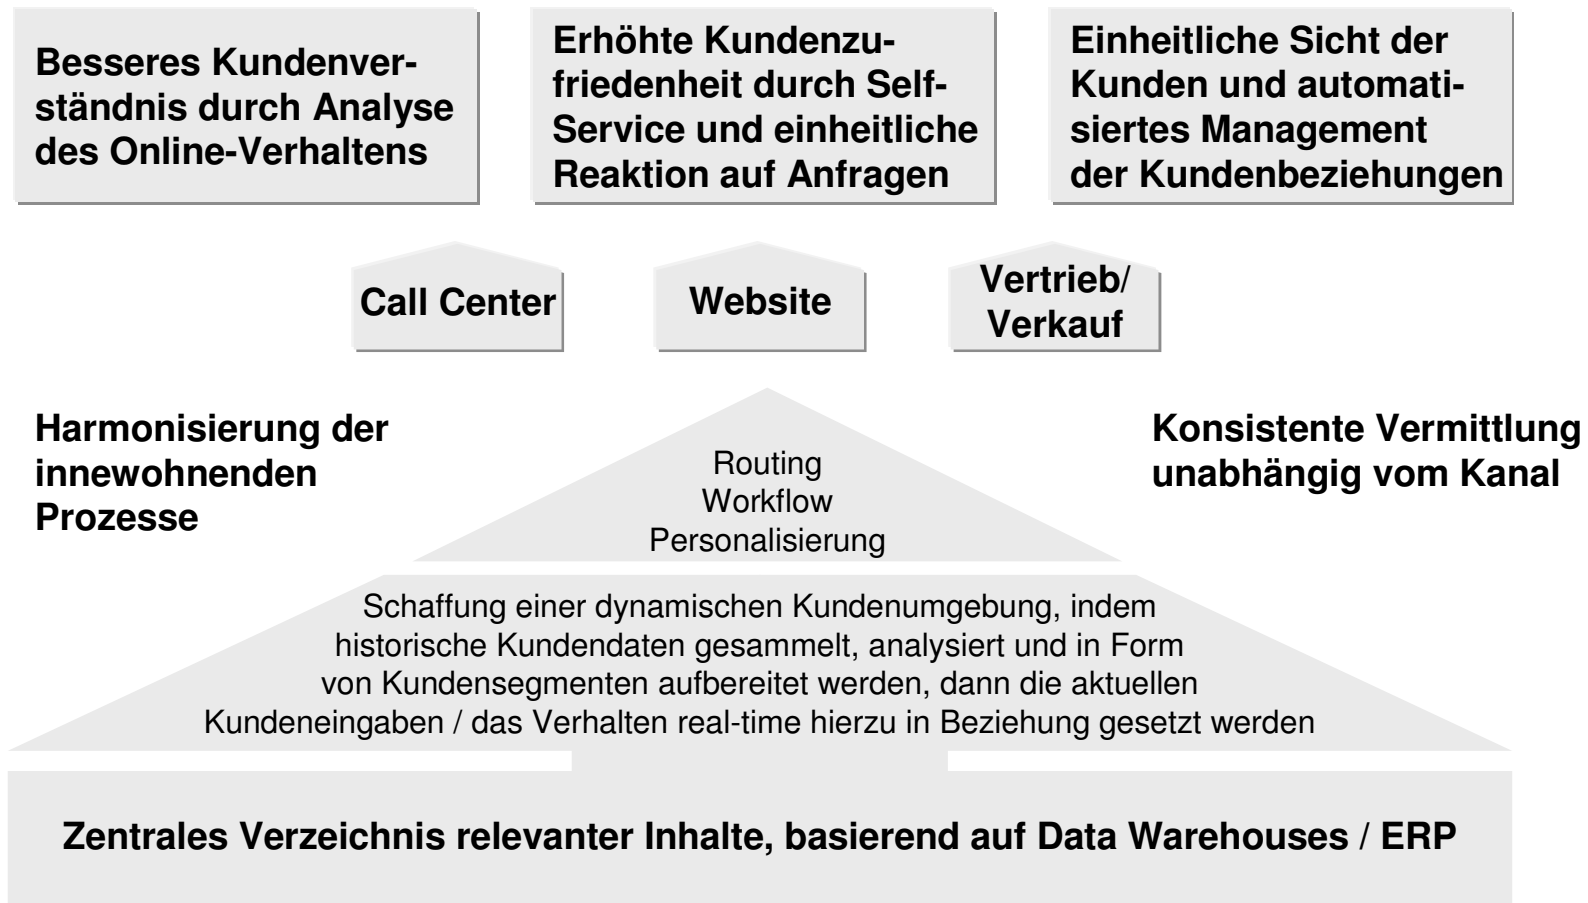 Besseres Kundenver-
ständnis durch Analyse
des Online-Verhaltens
Erhöhte Kundenzu-
friedenheit durch Self-
Service und einheitliche
Reaktion auf Anfragen
Einheitliche Sicht der
Kunden und automati-
siertes Management
der Kundenbeziehungen
Call Center
Website
Vertrieb/
Verkauf
Harmonisierung der
innewohnenden
Prozesse
Routing
Workflow
Personalisierung
Konsistente Vermittlung
unabhängig vom Kanal
Schaffung einer dynamischen Kundenumgebung, indem
historische Kundendaten gesammelt, analysiert und in Form
von Kundensegmenten aufbereitet werden, dann die aktuellen
Kundeneingaben / das Verhalten real-time hierzu in Beziehung gesetzt werden
Zentrales Verzeichnis relevanter Inhalte, basierend auf Data Warehouses / ERP